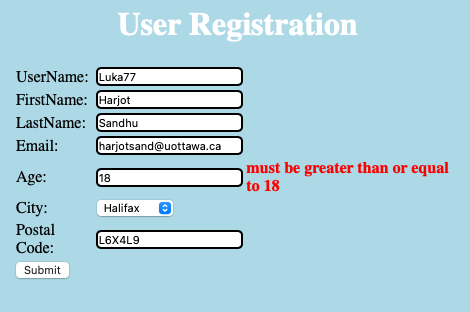 User Registration
UserName: Luka77
FirstName: Harjot
LastName: Sandhu
Email: harjotsand@uottawa.ca
Age: 18 must be greater than or equal
to 18
City: Halifax
Postal
Code: L6X4L9
Submit